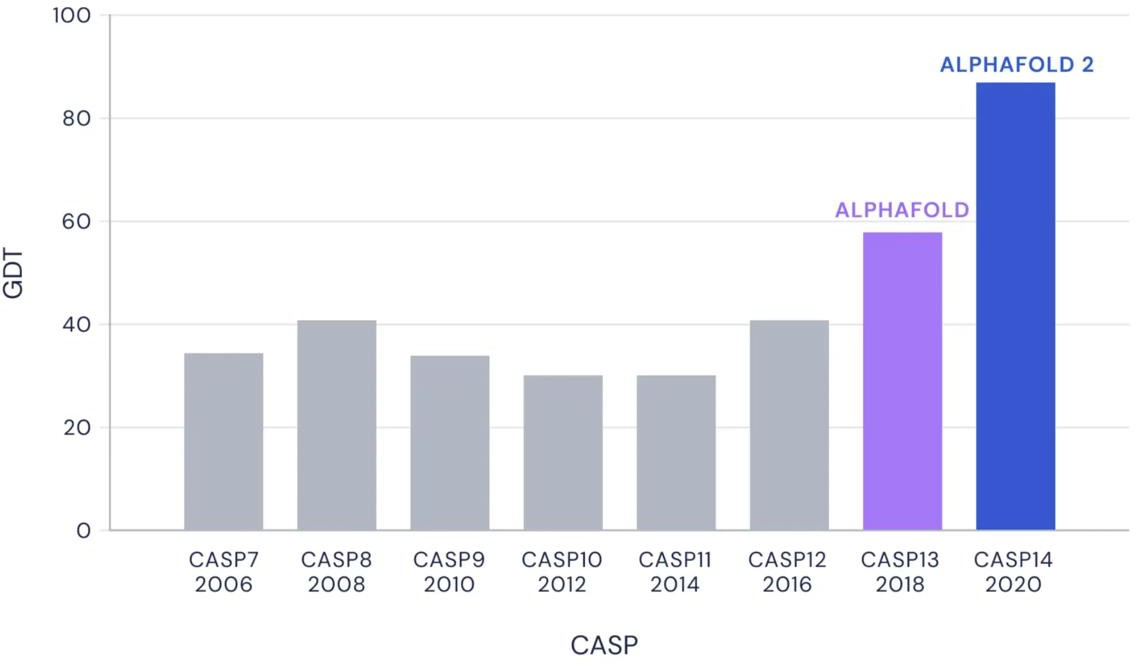 100
80
60
40
20
0
GDT
ALPHAFOLD
ALPHAFOLD 2
CASP7
2006
CASP8
2008
CASP9
2010
CASP10
2012
CASP11
2014
CASP12
2016
CASP13
2018
CASP14
2020
CASP